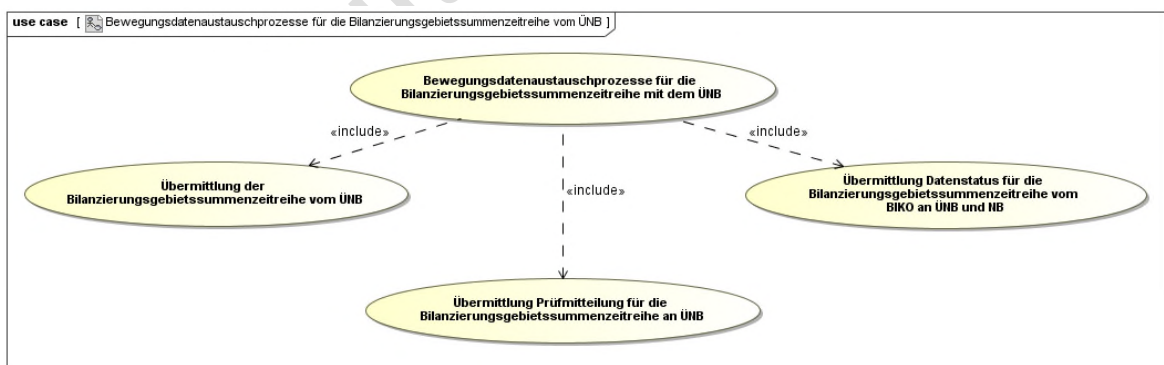 use case [ Bewegungsdatenaustauschprozesse für die Bilanzierungsgebietssummenzeitreihe vom ÜNB ]
Bewegungsdatenaustauschprozesse für die
Bilanzierungsgebietssummenzeitreihe mit dem ÜNB
«include»
«include»
Übermittlung der
Bilanzierungsgebietssummenzeitreihe vom ÜNB
«include»
Übermittlung Datenstatus für die
Bilanzierungsgebietssummenzeitreihe vom
BIKO an ÜNB und NB
Übermittlung Prüfmitteilung für die
Bilanzierungsgebietssummenzeitreihe an ÜNB